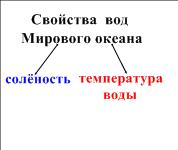 Свойства вод
Мирового океана
солёность
температура
воды